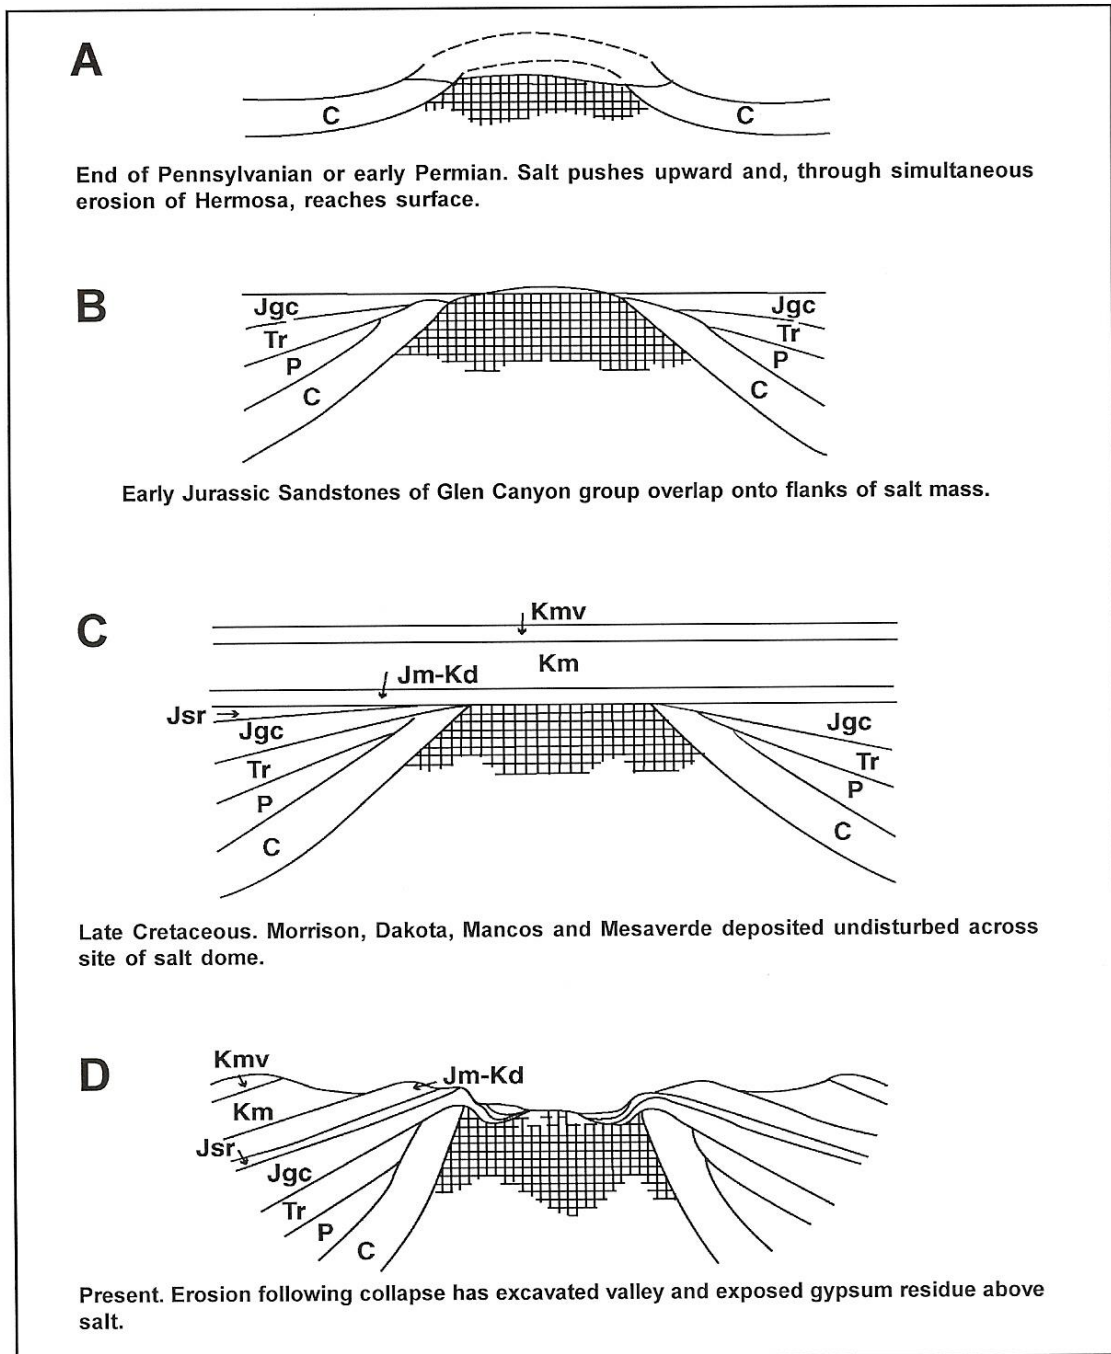 A
C
C
End of Pennsylvanian or early Permian. Salt pushes upward and, through simultaneous
erosion of Hermosa, reaches surface.
B
Jgc
Jgc
Tr
Tr
P
P
C
C
Early Jurassic Sandstones of Glen Canyon group overlap onto flanks of salt mass.
C
Kmv
Km
Jm-Kd
Jsr
Jgc
Jgc
Tr
Tr
P
P
C
C
Late Cretaceous. Morrison, Dakota, Mancos and Mesaverde deposited undisturbed across
site of salt dome.
D
Kmv
Jm-Kd
Km
Jsr
Jgc
Tr
P
C
Present. Erosion following collapse has excavated valley and exposed gypsum residue above
salt.